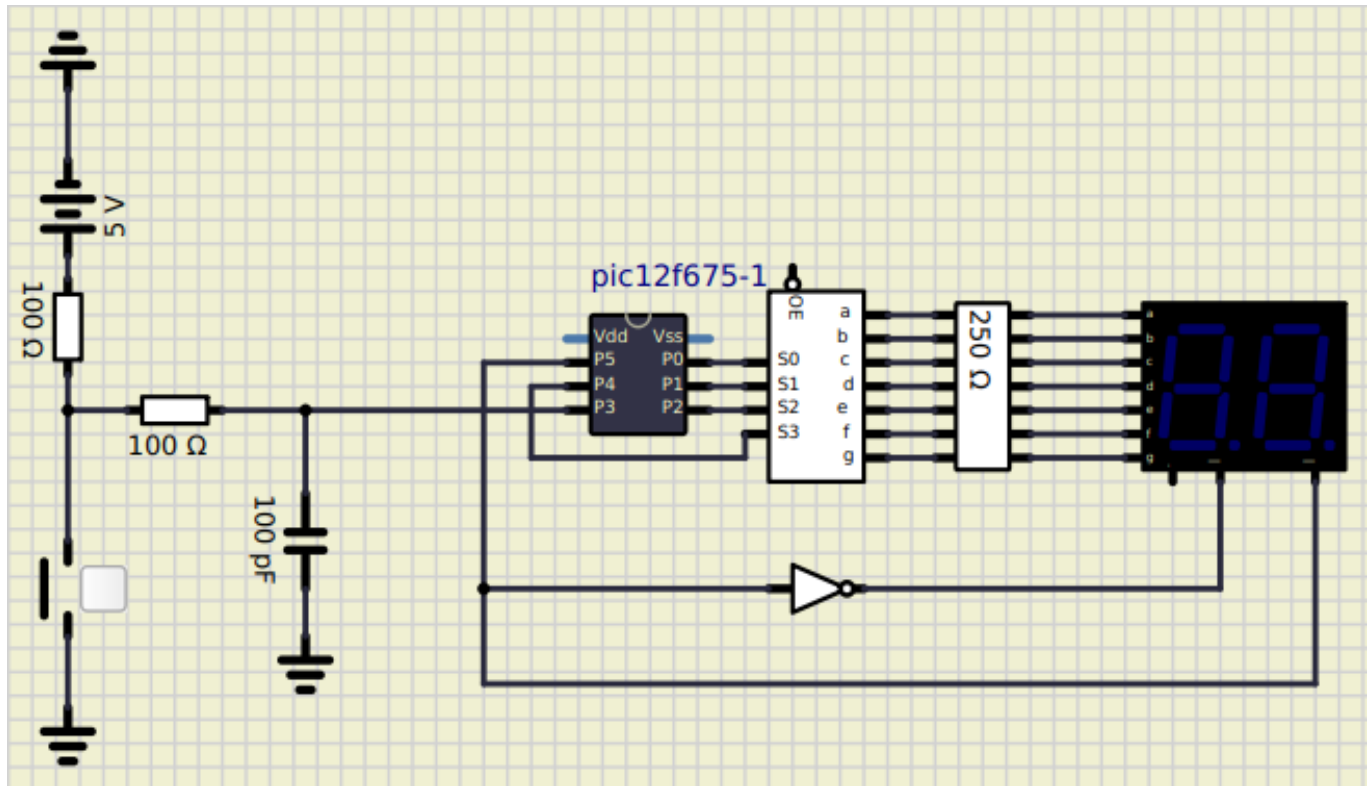 5 V
100 Ω
100 Ω
100 pF
pic12f675-1
Vdd
Vss
P5
P0
P4
P1
P3
P2
OE
S0
S1
S2
S3
a
b
c
d
e
f
g
250 Ω
a
b
c
d
e
f
g